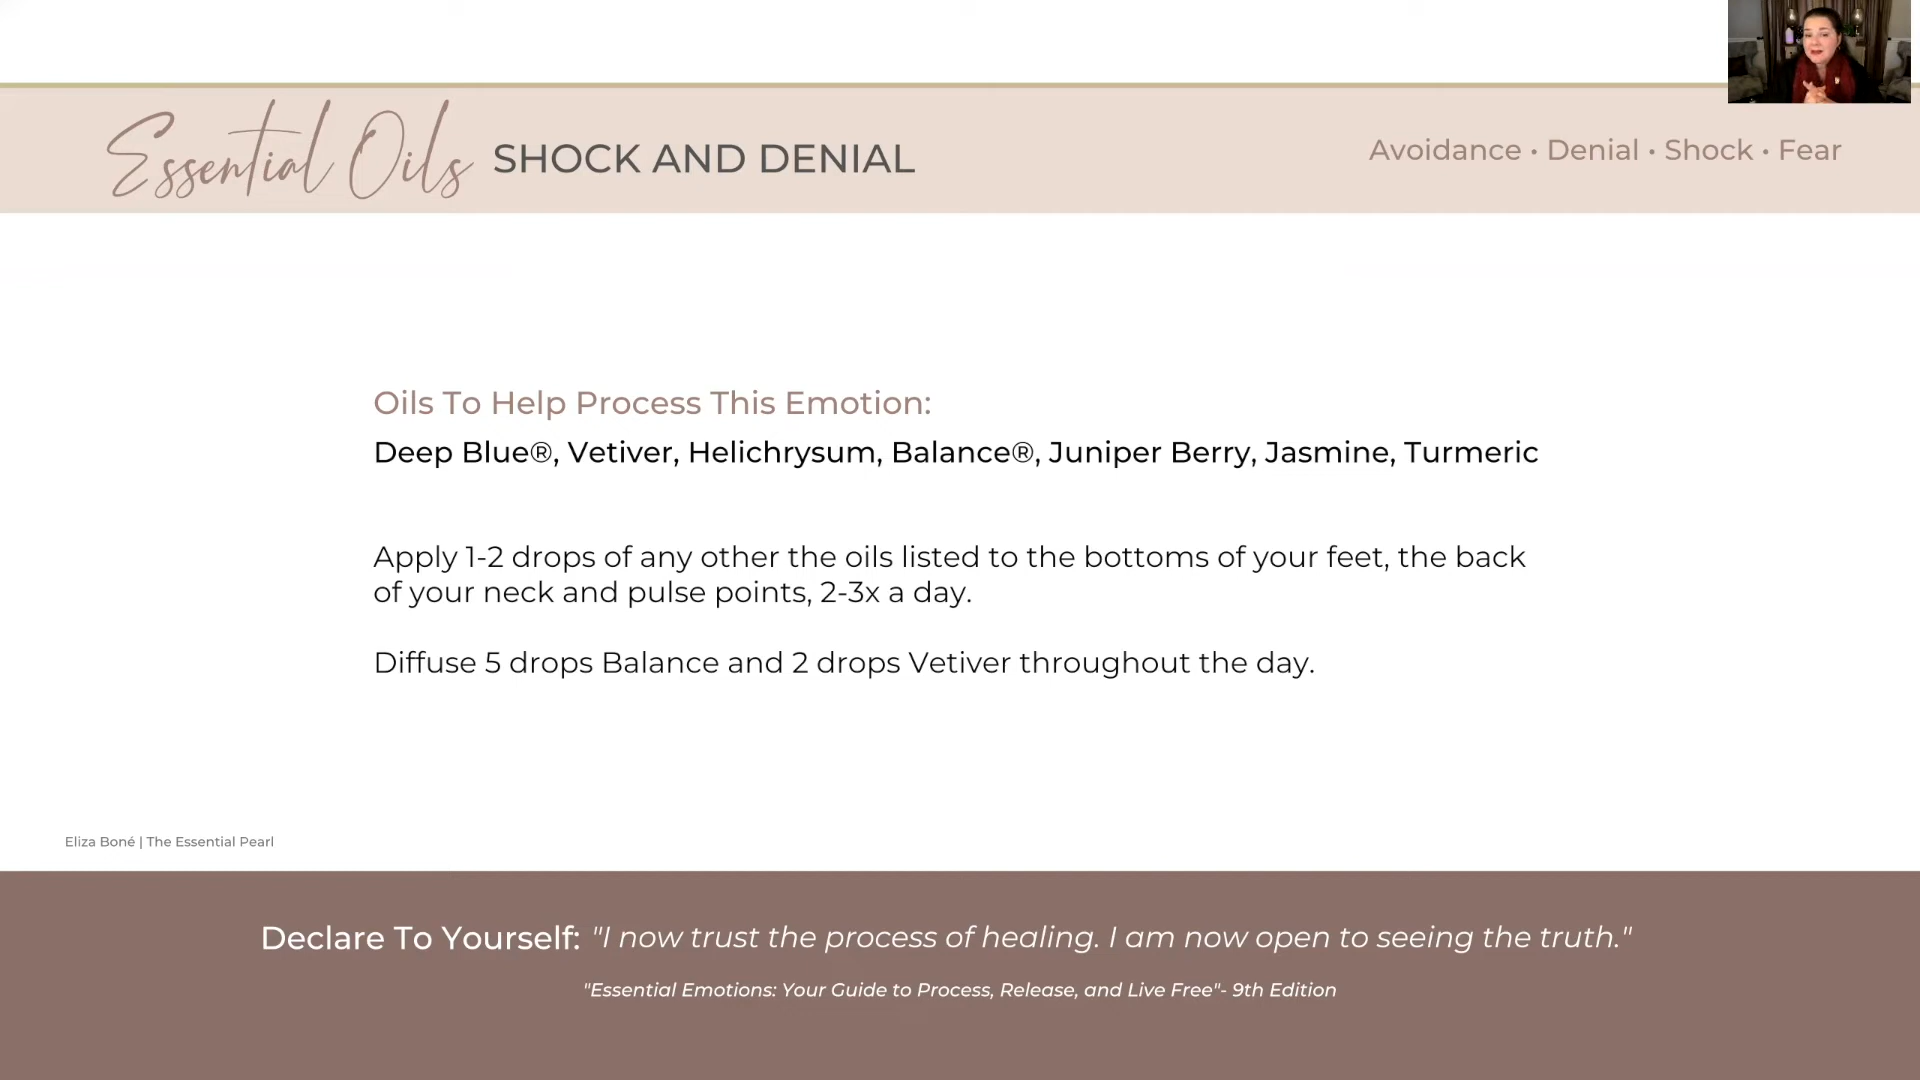 Essential Oils SHOCK AND DENIAL
Avoidance • Denial • Shock • Fear
Oils To Help Process This Emotion:
Deep Blue®, Vetiver, Helichrysum, Balance®, Juniper Berry, Jasmine, Turmeric
Apply 1-2 drops of any other the oils listed to the bottoms of your feet, the back
of your neck and pulse points, 2-3x a day.
Diffuse 5 drops Balance and 2 drops Vetiver throughout the day.
Eliza Boné | The Essential Pearl
Declare To Yourself: "I now trust the process of healing. I am now open to seeing the truth."
"Essential Emotions: Your Guide to Process, Release, and Live Free"- 9th Edition